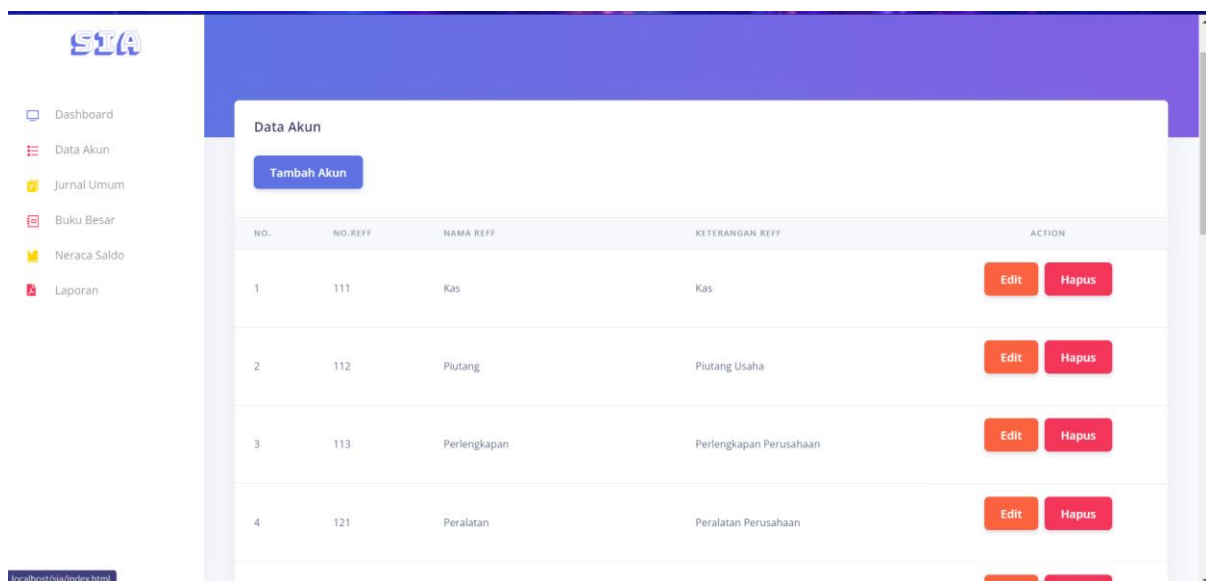 SIA
Dashboard
Data Akun
Jurnal Umum
Buku Besar
Neraca Saldo
Laporan
Data Akun
Tambah Akun
NO. NO.REFF NAMA REFF KETERANGAN REFF ACTION
1 111 Kas Kas Edit Hapus
2 112 Piutang Piutang Usaha Edit Hapus
3 113 Perlengkapan Perlengkapan Perusahaan Edit Hapus
4 121 Peralatan Peralatan Perusahaan Edit Hapus
localhost/sia/index.html